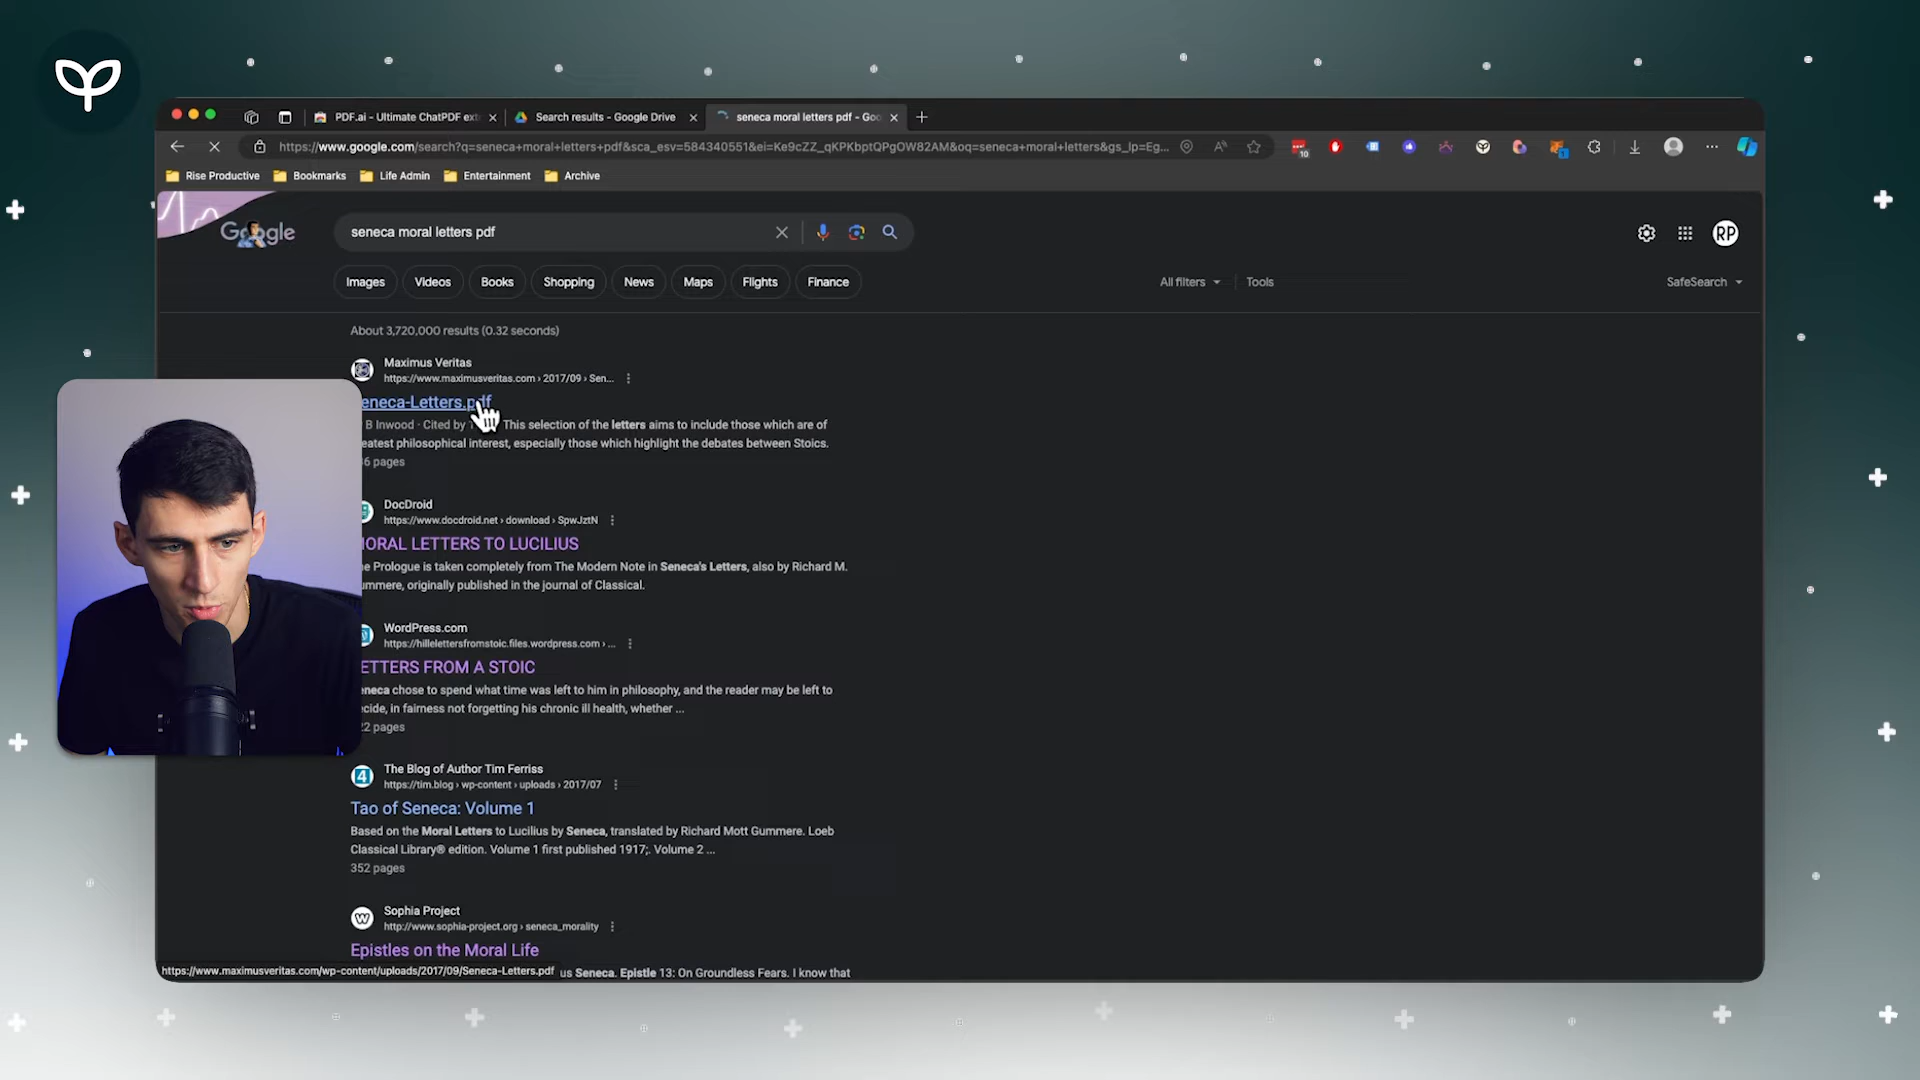 PDF.ai - Ultimate ChatPDF ext
Search results - Google Drive
seneca moral letters pdf - Goo
https://www.google.com/search?q=seneca+moral+letters+pdf&sca_esv=584340551&ei=Ke9cZZ_qKPKbptQPgOW82AM&oq=seneca+moral+letters&gs_lp=Eg...
10
1
Rise Productive
Bookmarks
Life Admin
Entertainment
Archive
Google
seneca moral letters pdf
RP
Images
Videos
Books
Shopping
News
Maps
Flights
Finance
All filters
Tools
SafeSearch
About 3,720,000 results (0.32 seconds)
Maximus Veritas
https://www.maximusveritas.com › 2017/09 › Sen...
eneca-Letters.pdf
B Inwood · Cited by This selection of the letters aims to include those which are of
eatest philosophical interest, especially those which highlight the debates between Stoics.
6 pages
DocDroid
https://www.docdroid.net › download › SpwJztN
MORAL LETTERS TO LUCILIUS
e Prologue is taken completely from The Modern Note in Seneca's Letters, also by Richard M.
ummere, originally published in the journal of Classical.
WordPress.com
https://hillelettersfromstoic.files.wordpress.com › ...
ETTERS FROM A STOIC
eneca chose to spend what time was left to him in philosophy, and the reader may be left to
cide, in fairness not forgetting his chronic ill health, whether ...
22 pages
4
The Blog of Author Tim Ferriss
https://tim.blog › wp-content › uploads › 2017/07
Tao of Seneca: Volume 1
Based on the Moral Letters to Lucilius by Seneca, translated by Richard Mott Gummere. Loeb
Classical Library® edition. Volume 1 first published 1917;. Volume 2 ...
352 pages
Sophia Project
http://www.sophia-project.org › seneca_morality
Epistles on the Moral Life
https://www.maximusveritas.com/wp-content/uploads/2017/09/Seneca-Letters.pdf
us Seneca. Epistle 13: On Groundless Fears. I know that